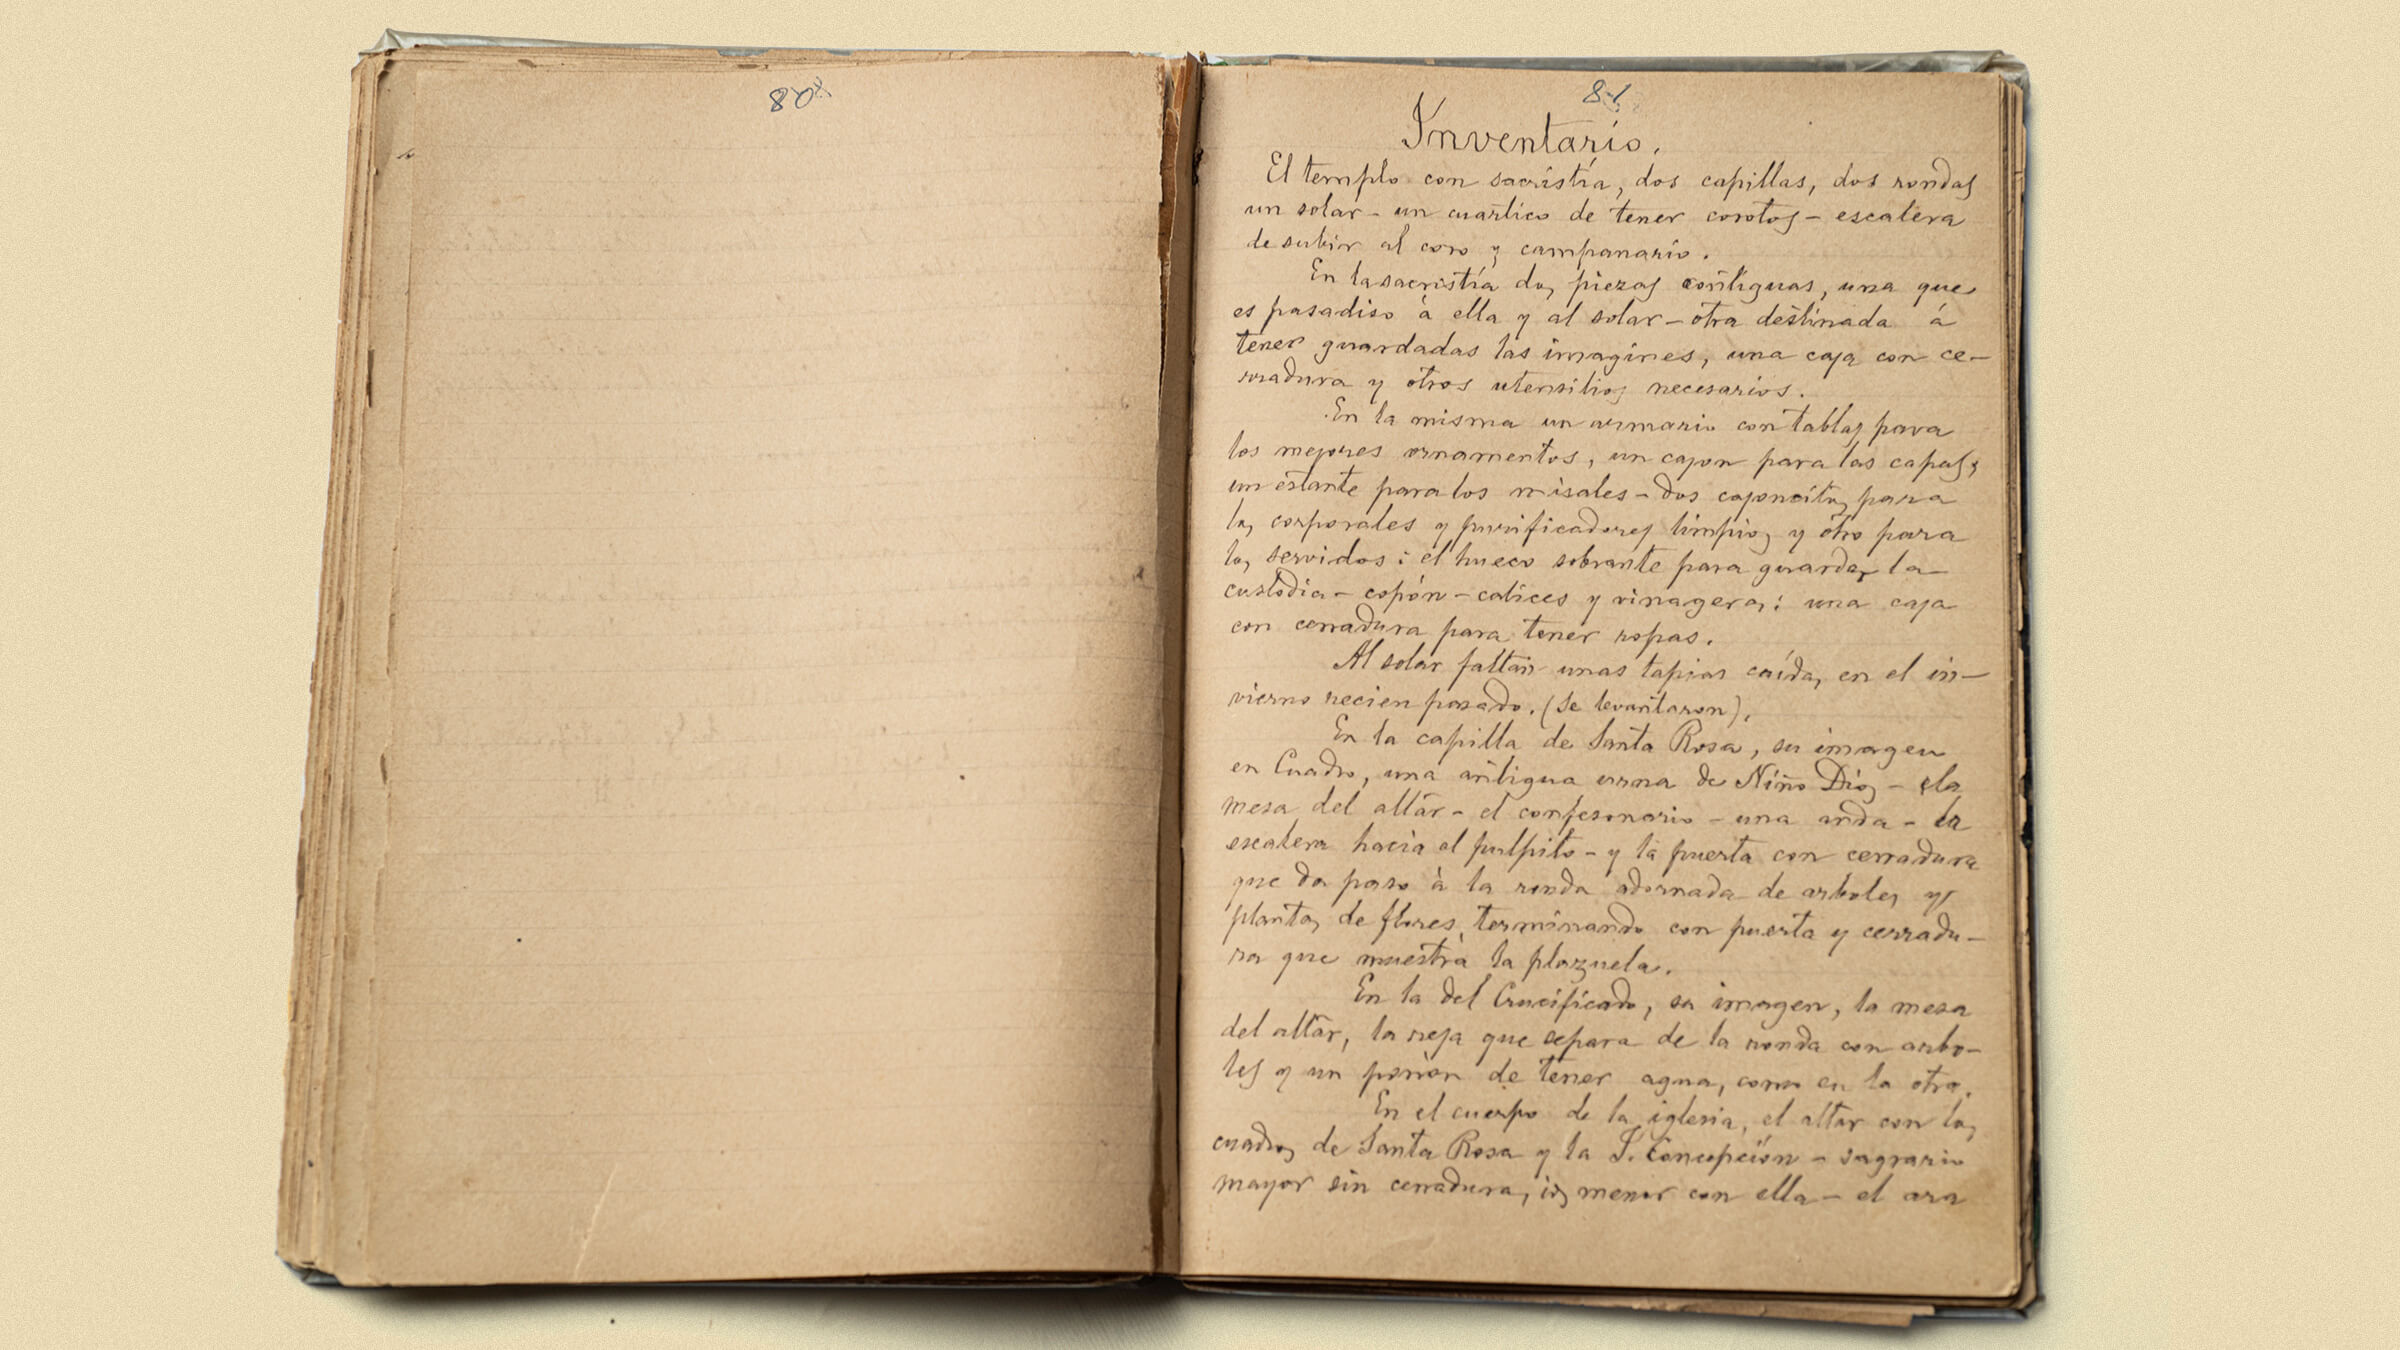 80
81
Inventario.
El templo con sacristía, dos capillas, dos rondas
un solar - un cuartico de tener corotos - escalera
de subir al coro y campanario.
En la sacristía dos piezas contiguas, una que
es pasadiso á ella y al solar - otra destinada á
tener guardadas las imagines, una caja con ce-
rradura y otros utensilios necesarios.
En la misma un armario con tablas para
los mejores ornamentos, un cajon para las capas,
un estante para los misales - dos cajoncitos para
los corporales y purificadores limpios y otro para
los servidos: el hueco sobrante para guardar la
custodia - copón - calices y vinageras: una caja
con cerradura para tener ropas.
Al solar faltan unas tapias caídas en el in-
vierno recien pasado. (Se levantaron).
En la capilla de Santa Rosa, su imagen
en Cuadro, una antigua urna de Niño Dios - la
mesa del altar - el confesonario - una anda - la
escalera hacia el pulpito - y la puerta con cerradura
que da paso à la ronda adornada de arboles y
plantas de flores, terminando con puerta y cerradu-
ra que muestra la plazuela.
En la del Crucificado, su imagen, la mesa
del altar, la reja que separa de la ronda con arbo-
les y un de tener agua, como en la otra.
En el cuerpo de la iglesia, el altar con los
cuadros de Santa Rosa y la I. Concepción - sagrario
mayor sin cerradura, menor con ella - el ara